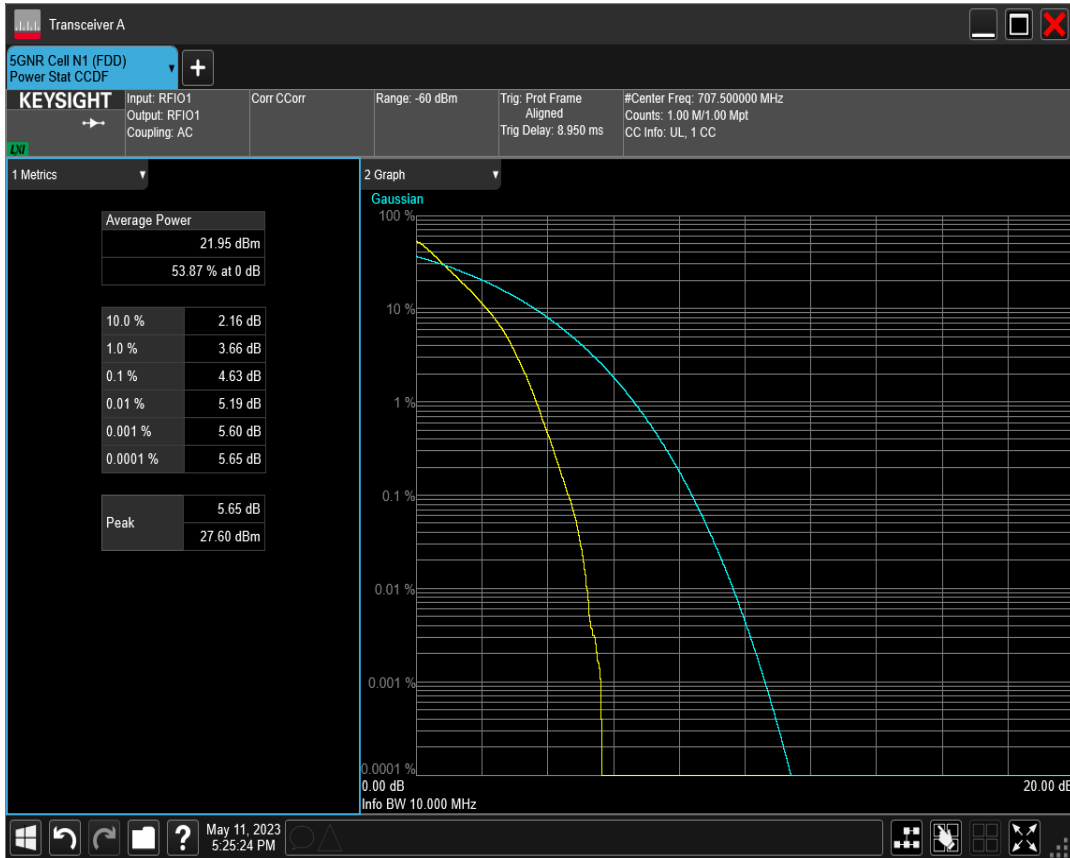 Transceiver A
5GNR Cell N1 (FDD)
Power Stat CCDF
+
KEYSIGHT
LXI
Input: RFIO1
Output: RFIO1
Coupling: AC
Corr CCorr
Range: -60 dBm
Trig: Prot Frame
Aligned
Trig Delay: 8.950 ms
#Center Freq: 707.500000 MHz
Counts: 1.00 M/1.00 Mpt
CC Info: UL, 1 CC
1 Metrics
Average Power
21.95 dBm
53.87 % at 0 dB
10.0 % 2.16 dB
1.0 % 3.66 dB
0.1 % 4.63 dB
0.01 % 5.19 dB
0.001 % 5.60 dB
0.0001 % 5.65 dB
Peak 5.65 dB
27.60 dBm
2 Graph
Gaussian
100 %
10 %
1 %
0.1 %
0.01 %
0.001 %
0.0001 %
0.00 dB 20.00 dB
Info BW 10.000 MHz
?
May 11, 2023
5:25:24 PM